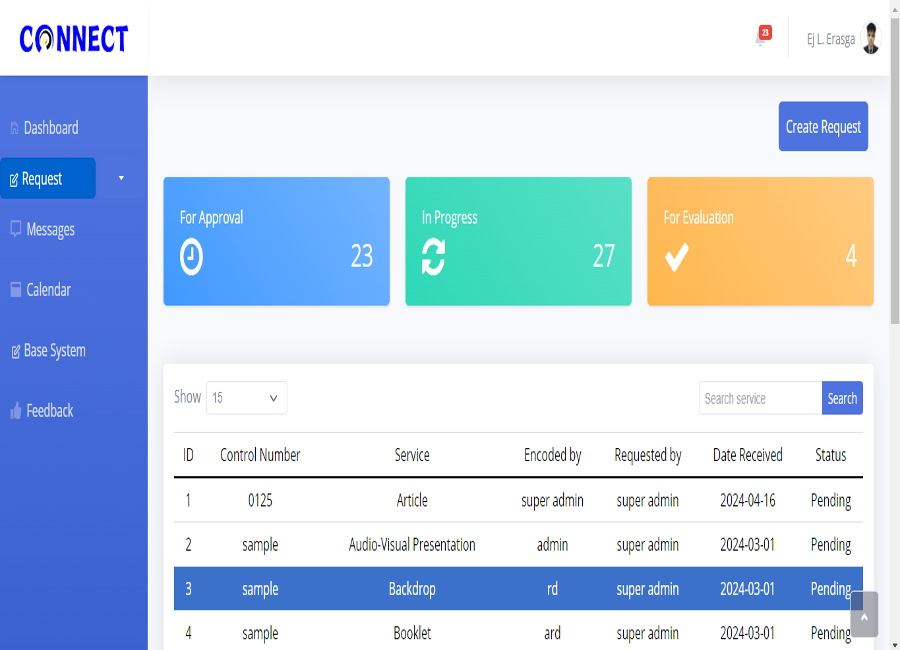 CONNECT
23
Ej L. Erasga
Dashboard
Request
Messages
Calendar
Base System
Feedback
Create Request
For Approval
23
In Progress
27
For Evaluation
4
Show 15
Search service Search
ID Control Number Service Encoded by Requested by Date Received Status
1 0125 Article super admin super admin 2024-04-16 Pending
2 sample Audio-Visual Presentation admin super admin 2024-03-01 Pending
3 sample Backdrop rd super admin 2024-03-01 Pending
4 sample Booklet ard super admin 2024-03-01 Pending